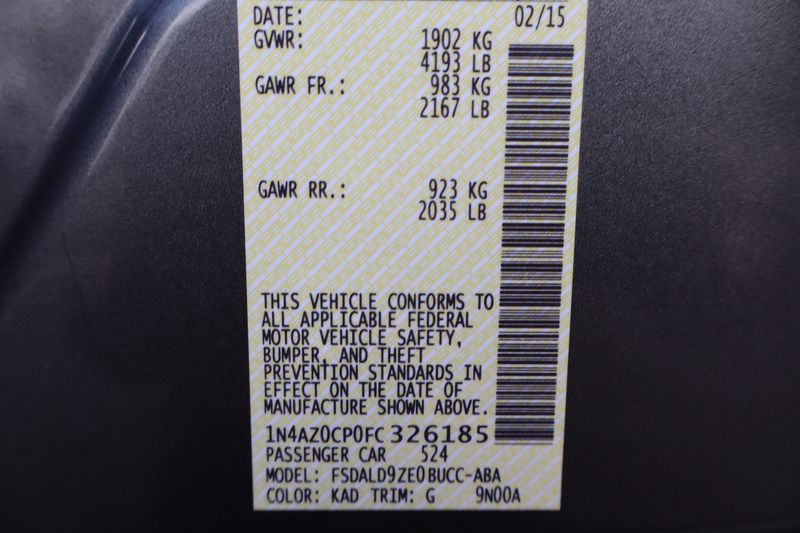 DATE: 02/15
GVWR: 1902 KG
4193 LB
GAWR FR.: 983 KG
2167 LB
GAWR RR.: 923 KG
2035 LB
THIS VEHICLE CONFORMS TO
ALL APPLICABLE FEDERAL
MOTOR VEHICLE SAFETY,
BUMPER, AND THEFT
PREVENTION STANDARDS IN
EFFECT ON THE DATE OF
MANUFACTURE SHOWN ABOVE.
1N4AZ0CP0FC326185
PASSENGER CAR 524
MODEL: FSDALD9ZE0BUCC-ABA
COLOR: KAD TRIM: G 9N00A